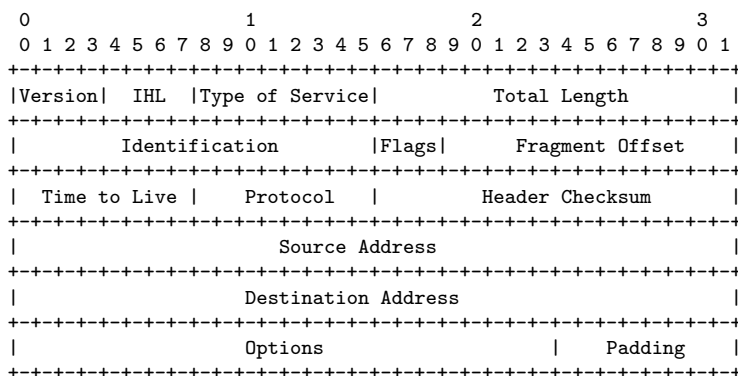 0                   1                   2                   3
0 1 2 3 4 5 6 7 8 9 0 1 2 3 4 5 6 7 8 9 0 1 2 3 4 5 6 7 8 9 0 1
+-+-+-+-+-+-+-+-+-+-+-+-+-+-+-+-+-+-+-+-+-+-+-+-+-+-+-+-+-+-+-+-+
|Version|  IHL  |Type of Service|          Total Length         |
+-+-+-+-+-+-+-+-+-+-+-+-+-+-+-+-+-+-+-+-+-+-+-+-+-+-+-+-+-+-+-+-+
|         Identification        |Flags|      Fragment Offset    |
+-+-+-+-+-+-+-+-+-+-+-+-+-+-+-+-+-+-+-+-+-+-+-+-+-+-+-+-+-+-+-+-+
|  Time to Live |    Protocol   |         Header Checksum       |
+-+-+-+-+-+-+-+-+-+-+-+-+-+-+-+-+-+-+-+-+-+-+-+-+-+-+-+-+-+-+-+-+
|                       Source Address                          |
+-+-+-+-+-+-+-+-+-+-+-+-+-+-+-+-+-+-+-+-+-+-+-+-+-+-+-+-+-+-+-+-+
|                    Destination Address                        |
+-+-+-+-+-+-+-+-+-+-+-+-+-+-+-+-+-+-+-+-+-+-+-+-+-+-+-+-+-+-+-+-+
|                    Options                    |    Padding    |
+-+-+-+-+-+-+-+-+-+-+-+-+-+-+-+-+-+-+-+-+-+-+-+-+-+-+-+-+-+-+-+-+